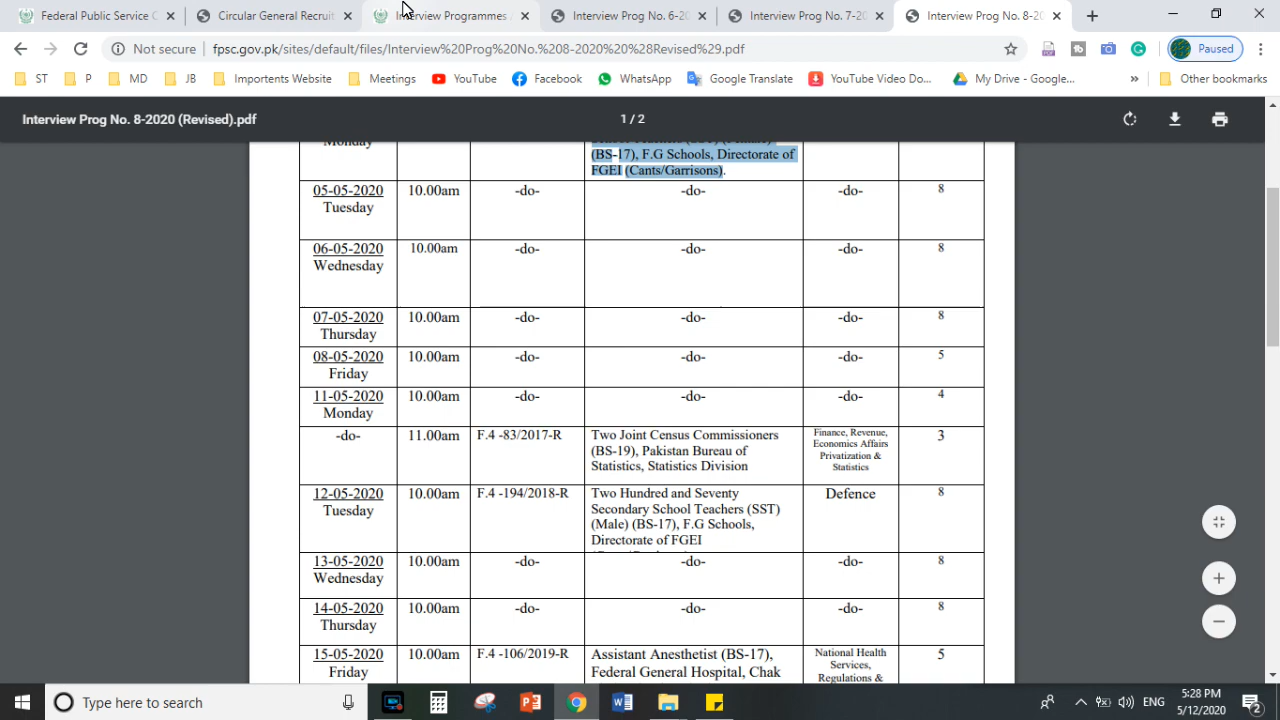 Federal Public Service C
Circular General Recruit
Interview Programmes
Interview Prog No. 6-20
Interview Prog No. 7-20
Interview Prog No. 8-20
Not secure
fpsc.gov.pk/sites/default/files/Interview%20Prog%20No.%208-2020%20%28Revised%29.pdf
Paused
ST
P
MD
JB
Importents Website
Meetings
YouTube
Facebook
WhatsApp
Google Translate
YouTube Video Do...
My Drive - Google...
»
Other bookmarks
Interview Prog No. 8-2020 (Revised).pdf
1 / 2
Monday
(BS-17), F.G Schools, Directorate of
FGEI (Cants/Garrisons).
05-05-2020 10.00am -do- -do- -do- 8
Tuesday
06-05-2020 10.00am -do- -do- -do- 8
Wednesday
07-05-2020 10.00am -do- -do- -do- 8
Thursday
08-05-2020 10.00am -do- -do- -do- 5
Friday
11-05-2020 10.00am -do- -do- -do- 4
Monday
-do- 11.00am F.4 -83/2017-R Two Joint Census Commissioners Finance, Revenue, 3
(BS-19), Pakistan Bureau of Economics Affairs
Statistics, Statistics Division Privatization &
Statistics
12-05-2020 10.00am F.4 -194/2018-R Two Hundred and Seventy Defence 8
Tuesday Secondary School Teachers (SST)
(Male) (BS-17), F.G Schools,
Directorate of FGEI
13-05-2020 10.00am -do- -do- -do- 8
Wednesday
14-05-2020 10.00am -do- -do- -do- 8
Thursday
15-05-2020 10.00am F.4 -106/2019-R Assistant Anesthetist (BS-17), National Health 5
Friday Federal General Hospital, Chak Services,
Regulations &
Type here to search
ENG
5:28 PM
5/12/2020
2